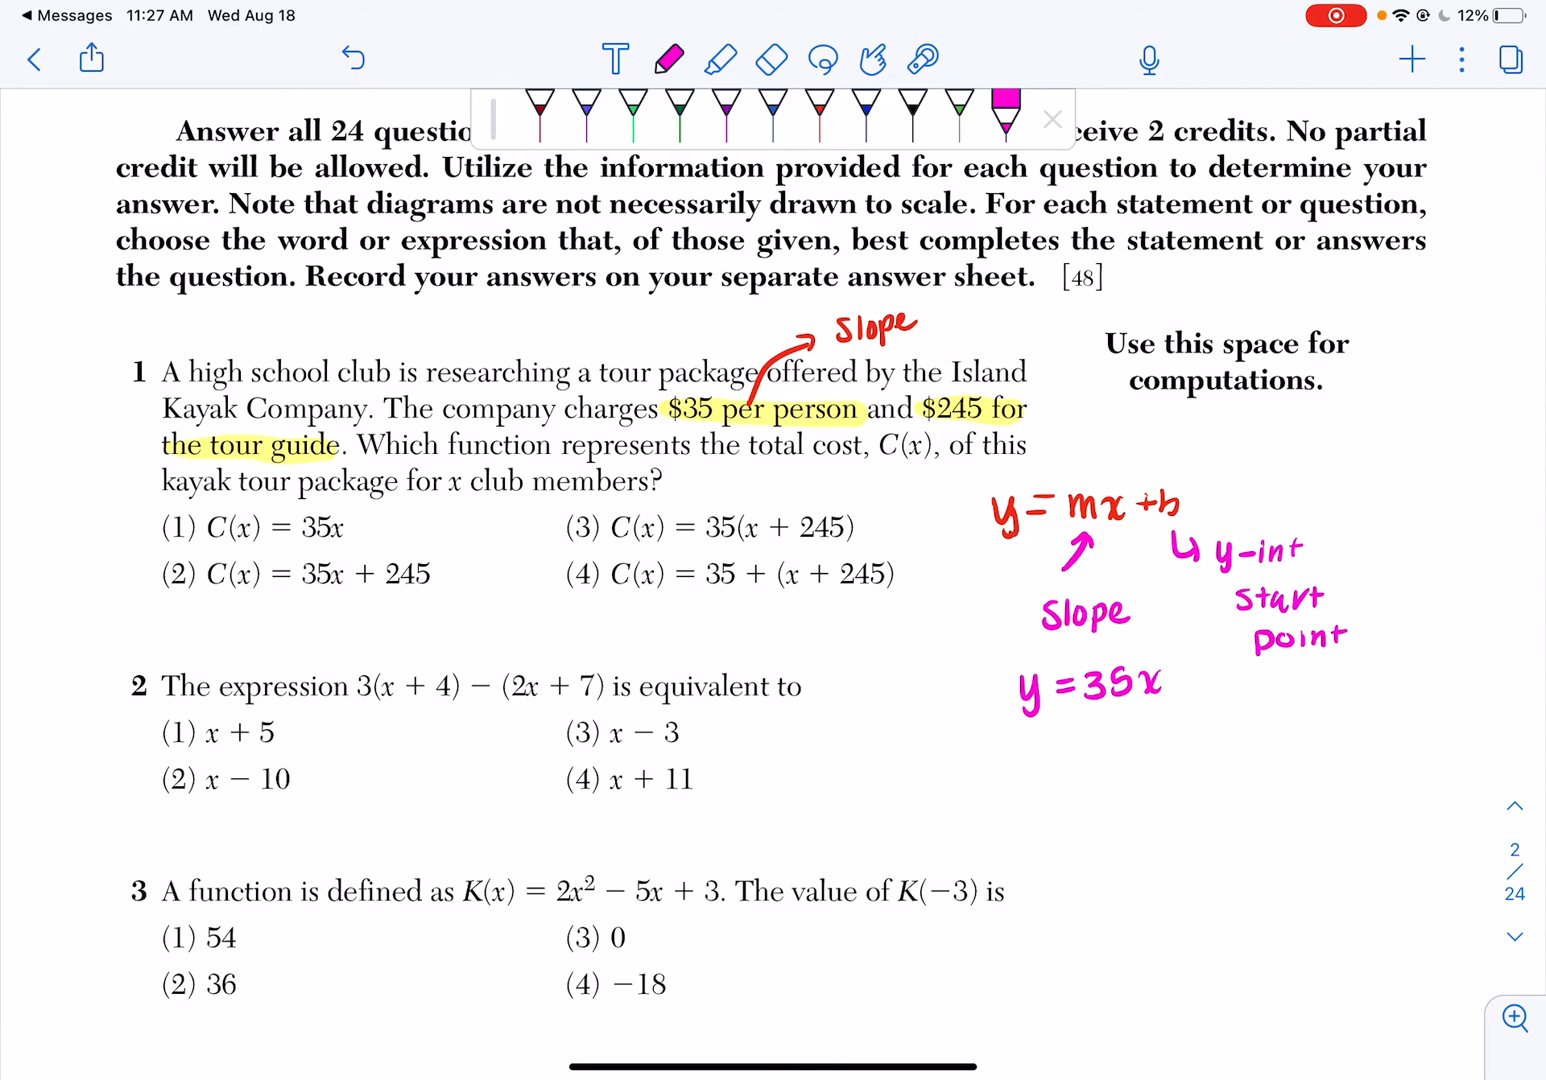 Messages 11:27 AM Wed Aug 18
12%
T
Answer all 24 questio ceive 2 credits. No partial
credit will be allowed. Utilize the information provided for each question to determine your
answer. Note that diagrams are not necessarily drawn to scale. For each statement or question,
choose the word or expression that, of those given, best completes the statement or answers
the question. Record your answers on your separate answer sheet. [48]
Slope
Use this space for
computations.
1 A high school club is researching a tour package offered by the Island
Kayak Company. The company charges $35 per person and $245 for
the tour guide. Which function represents the total cost, C(x), of this
kayak tour package for x club members?
(1) C(x) = 35x (3) C(x) = 35(x + 245)
(2) C(x) = 35x + 245 (4) C(x) = 35 + (x + 245)
y = mx + b
y-int
start
point
Slope
y = 35x
2 The expression 3(x + 4) − (2x + 7) is equivalent to
(1) x + 5 (3) x − 3
(2) x − 10 (4) x + 11
3 A function is defined as K(x) = 2x² − 5x + 3. The value of K(−3) is
(1) 54 (3) 0
(2) 36 (4) −18
2
/
24